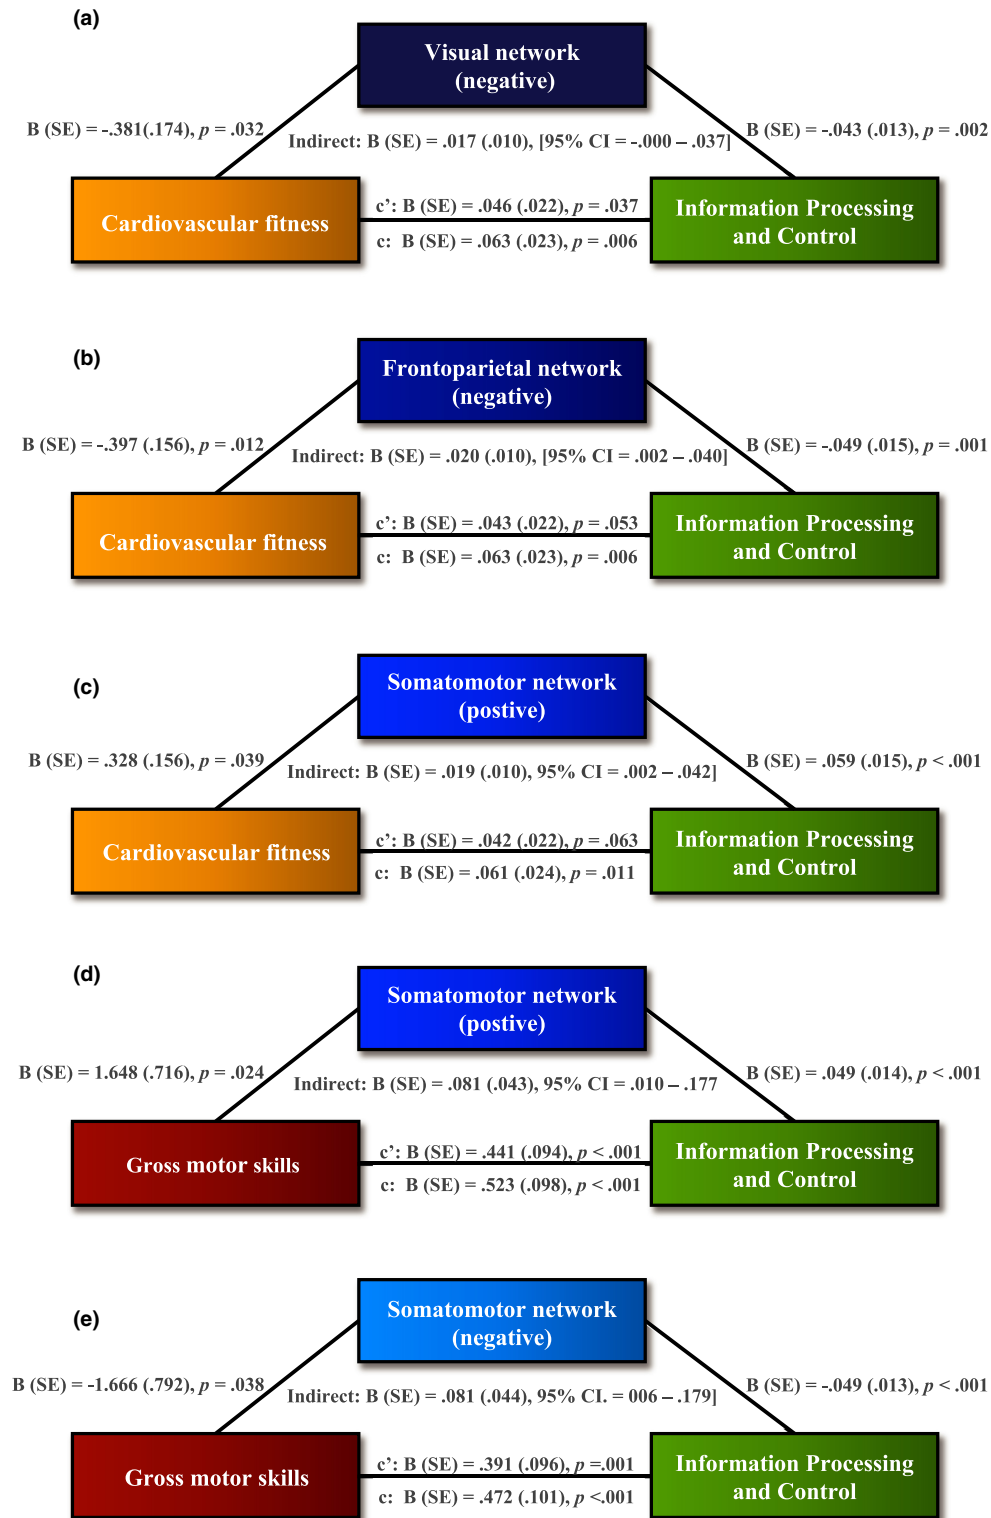 (a)
Visual network
(negative)
B (SE) = -.381(.174), p = .032
B (SE) = -.043 (.013), p = .002
Indirect: B (SE) = .017 (.010), [95% CI = -.000 – .037]
Cardiovascular fitness
c’: B (SE) = .046 (.022), p = .037
c: B (SE) = .063 (.023), p = .006
Information Processing
and Control
(b)
Frontoparietal network
(negative)
B (SE) = -.397 (.156), p = .012
B (SE) = -.049 (.015), p = .001
Indirect: B (SE) = .020 (.010), [95% CI = .002 – .040]
Cardiovascular fitness
c’: B (SE) = .043 (.022), p = .053
c: B (SE) = .063 (.023), p = .006
Information Processing
and Control
(c)
Somatomotor network
(postive)
B (SE) = .328 (.156), p = .039
B (SE) = .059 (.015), p < .001
Indirect: B (SE) = .019 (.010), 95% CI = .002 – .042]
Cardiovascular fitness
c’: B (SE) = .042 (.022), p = .063
c: B (SE) = .061 (.024), p = .011
Information Processing
and Control
(d)
Somatomotor network
(postive)
B (SE) = 1.648 (.716), p = .024
B (SE) = .049 (.014), p < .001
Indirect: B (SE) = .081 (.043), 95% CI = .010 – .177
Gross motor skills
c’: B (SE) = .441 (.094), p < .001
c: B (SE) = .523 (.098), p < .001
Information Processing
and Control
(e)
Somatomotor network
(negative)
B (SE) = -1.666 (.792), p = .038
B (SE) = -.049 (.013), p < .001
Indirect: B (SE) = .081 (.044), 95% CI. = 006 – .179]
Gross motor skills
c’: B (SE) = .391 (.096), p =.001
c: B (SE) = .472 (.101), p <.001
Information Processing
and Control